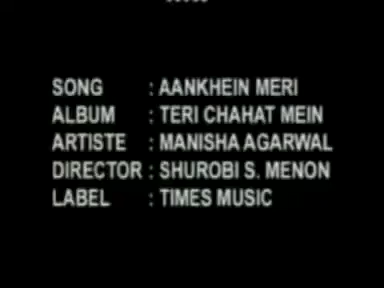 SONG : AANKHEIN MERI
ALBUM : TERI CHAHAT MEIN
ARTISTE : MANISHA AGARWAL
DIRECTOR : SHUROBI S. MENON
LABEL : TIMES MUSIC